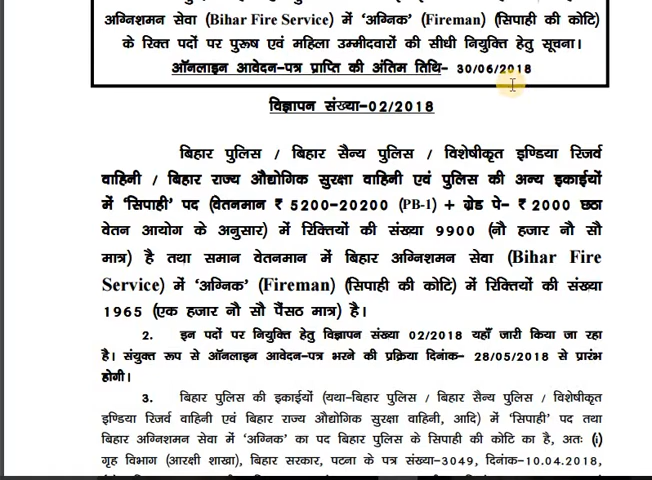 अग्निशमन सेवा (Bihar Fire Service) में 'अग्निक' (Fireman) (सिपाही की कोटि)
के रिक्त पदों पर पुरूष एवं महिला उम्मीदवारों की सीधी नियुक्ति हेतु सूचना।
ऑनलाइन आवेदन-पत्र प्राप्ति की अंतिम तिथि- 30/06/2018
विज्ञापन संख्या-02/2018
बिहार पुलिस / बिहार सैन्य पुलिस / विशेषीकृत इण्डिया रिजर्व
वाहिनी / बिहार राज्य औद्योगिक सुरक्षा वाहिनी एवं पुलिस की अन्य इकाईयों
में 'सिपाही' पद (वेतनमान ₹ 5200-20200 (PB-1) + ग्रेड पे- ₹ 2000 छठा
वेतन आयोग के अनुसार) में रिक्तियों की संख्या 9900 (नौ हजार नौ सौ
मात्र) है तथा समान वेतनमान में बिहार अग्निशमन सेवा (Bihar Fire
Service) में 'अग्निक' (Fireman) (सिपाही की कोटि) में रिक्तियों की संख्या
1965 (एक हजार नौ सौ पैंसठ मात्र) है।
2. इन पदों पर नियुक्ति हेतु विज्ञापन संख्या 02/2018 यहाँ जारी किया जा रहा
है। संयुक्त रूप से ऑनलाइन आवेदन-पत्र भरने की प्रक्रिया दिनांक- 28/05/2018 से प्रारंभ
होगी।
3. बिहार पुलिस की इकाईयों (यथा-बिहार पुलिस / बिहार सैन्य पुलिस / विशेषीकृत
इण्डिया रिजर्व वाहिनी एवं बिहार राज्य औद्योगिक सुरक्षा वाहिनी, आदि) में 'सिपाही' पद तथा
बिहार अग्निशमन सेवा में 'अग्निक' का पद बिहार पुलिस के सिपाही की कोटि का है, अतः (i)
गृह विभाग (आरक्षी शाखा), बिहार सरकार, पटना के पत्र संख्या-3049, दिनांक-10.04.2018,